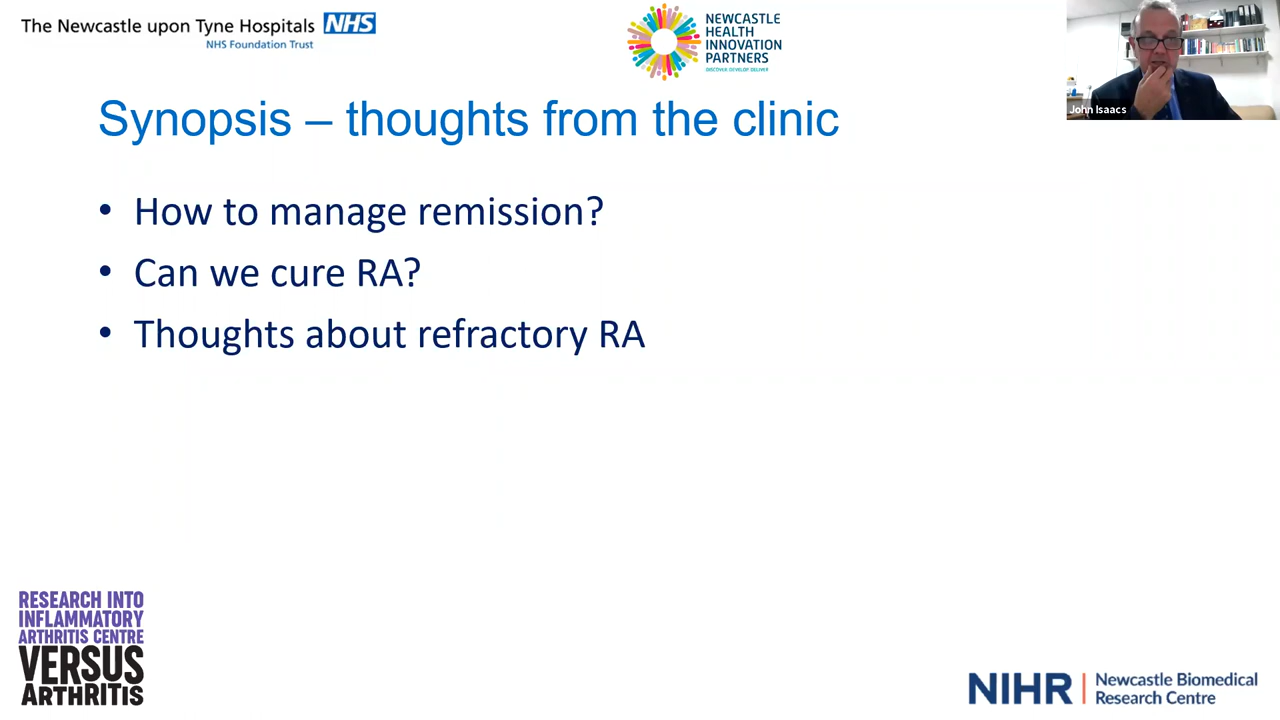 The Newcastle upon Tyne Hospitals NHS
NHS Foundation Trust
NEWCASTLE
HEALTH
INNOVATION
PARTNERS
DISCOVER. DEVELOP. DELIVER
John Isaacs
Synopsis – thoughts from the clinic
• How to manage remission?
• Can we cure RA?
• Thoughts about refractory RA
RESEARCH INTO
INFLAMMATORY
ARTHRITIS CENTRE
VERSUS
ARTHRITIS
NIHR | Newcastle Biomedical
Research Centre